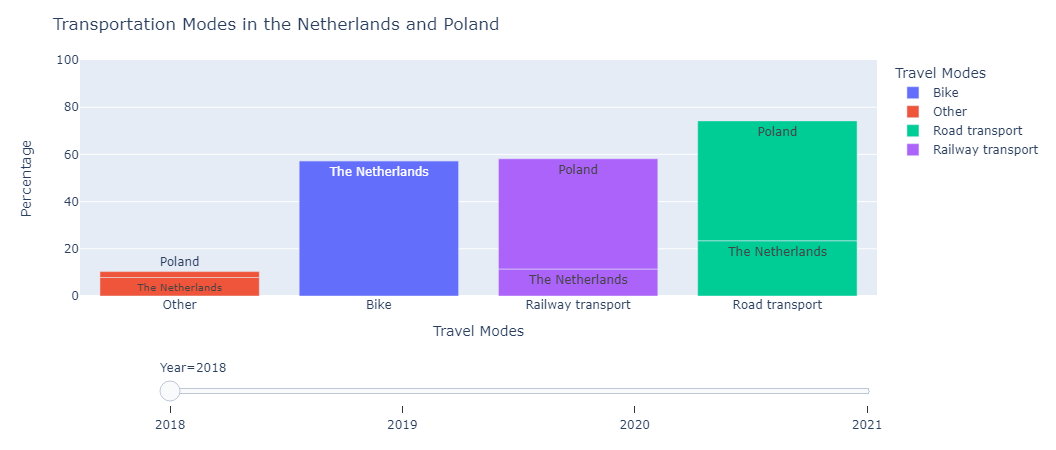 Transportation Modes in the Netherlands and Poland
100
80
60
40
20
0
Percentage
Poland
The Netherlands
The Netherlands
Poland
The Netherlands
Poland
The Netherlands
Other
Bike
Railway transport
Road transport
Travel Modes
Travel Modes
Bike
Other
Road transport
Railway transport
Year=2018
2018
2019
2020
2021